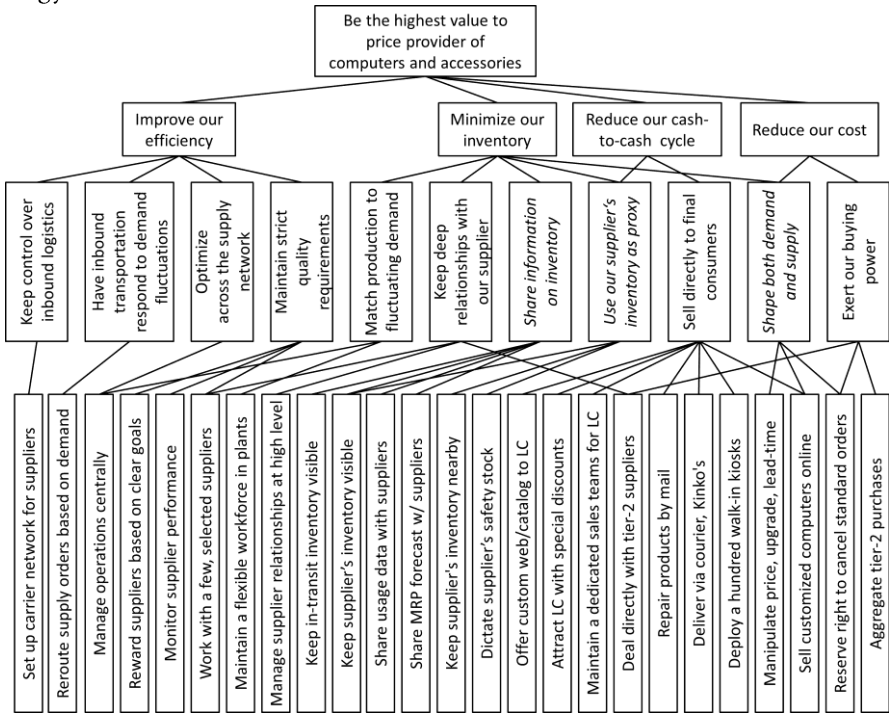 gy
Be the highest value to
price provider of
computers and accessories
Improve our
efficiency
Minimize our
inventory
Reduce our cash-
to-cash cycle
Reduce our cost
Keep control over
inbound logistics
Have inbound
transportation
respond to demand
fluctuations
Optimize
across the supply
network
Maintain strict
quality
requirements
Match production to
fluctuating demand
Keep deep
relationships with
our supplier
Share information
on inventory
Use our supplier's
inventory as proxy
Sell directly to final
consumers
Shape both demand
and supply
Exert our buying
power
Set up carrier network for suppliers
Reroute supply orders based on demand
Manage operations centrally
Reward suppliers based on clear goals
Monitor supplier performance
Work with a few, selected suppliers
Maintain a flexible workforce in plants
Manage supplier relationships at high level
Keep in-transit inventory visible
Keep supplier's inventory visible
Share usage data with suppliers
Share MRP forecast w/ suppliers
Keep supplier's inventory nearby
Dictate supplier's safety stock
Offer custom web/catalog to LC
Attract LC with special discounts
Maintain a dedicated sales teams for LC
Deal directly with tier-2 suppliers
Repair products by mail
Deliver via courier, Kinko's
Deploy a hundred walk-in kiosks
Manipulate price, upgrade, lead-time
Sell customized computers online
Reserve right to cancel standard orders
Aggregate tier-2 purchases